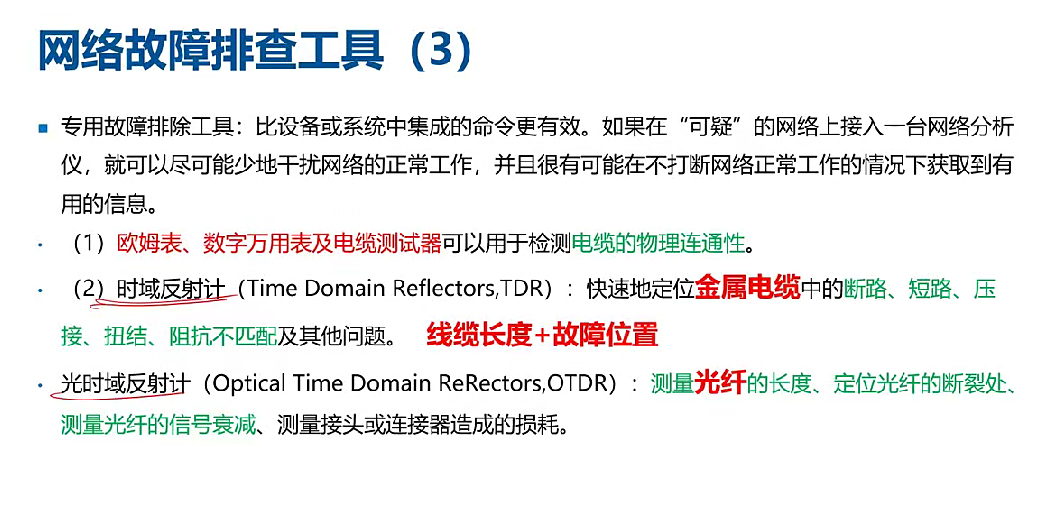 网络故障排查工具（3）
▪ 专用故障排除工具：比设备或系统中集成的命令更有效。如果在“可疑”的网络上接入一台网络分析
仪，就可以尽可能少地干扰网络的正常工作，并且很有可能在不打断网络正常工作的情况下获取到有
用的信息。
• （1）欧姆表、数字万用表及电缆测试器可以用于检测电缆的物理连通性。
• （2）时域反射计（Time Domain Reflectors,TDR）：快速地定位金属电缆中的断路、短路、压
接、扭结、阻抗不匹配及其他问题。 线缆长度+故障位置
• 光时域反射计（Optical Time Domain ReRectors,OTDR）：测量光纤的长度、定位光纤的断裂处、
测量光纤的信号衰减、测量接头或连接器造成的损耗。